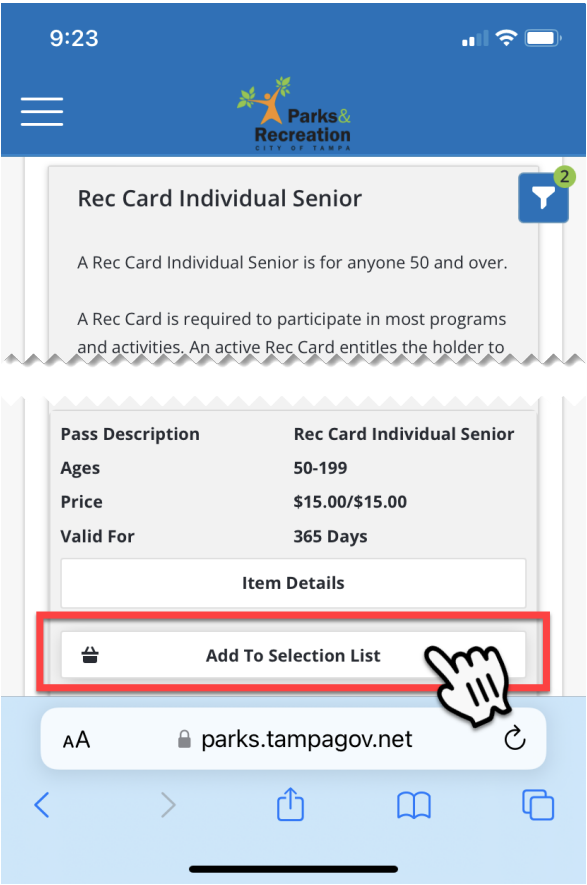 9:23
Parks&
Recreation
CITY OF TAMPA
2
Rec Card Individual Senior
A Rec Card Individual Senior is for anyone 50 and over.
A Rec Card is required to participate in most programs
and activities. An active Rec Card entitles the holder to
Pass Description Rec Card Individual Senior
Ages 50-199
Price $15.00/$15.00
Valid For 365 Days
Item Details
Add To Selection List
AA parks.tampagov.net